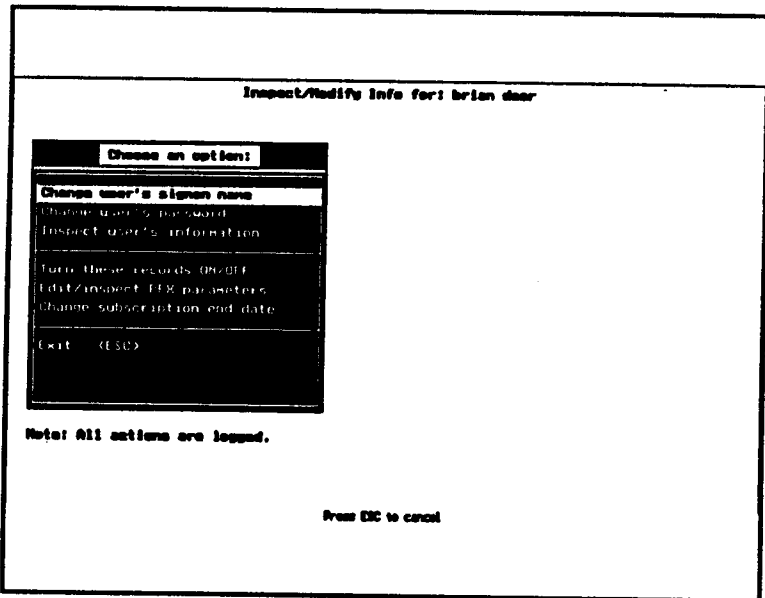 Inspect/Modify Info for: brian dear
Choose an option:
Change user's signon name
Change user's password
Inspect user's information
Turn these records ON/OFF
Edit/inspect PFX parameters
Change subscription end date
Exit <ESC>
Note: All actions are logged.
Press ESC to cancel